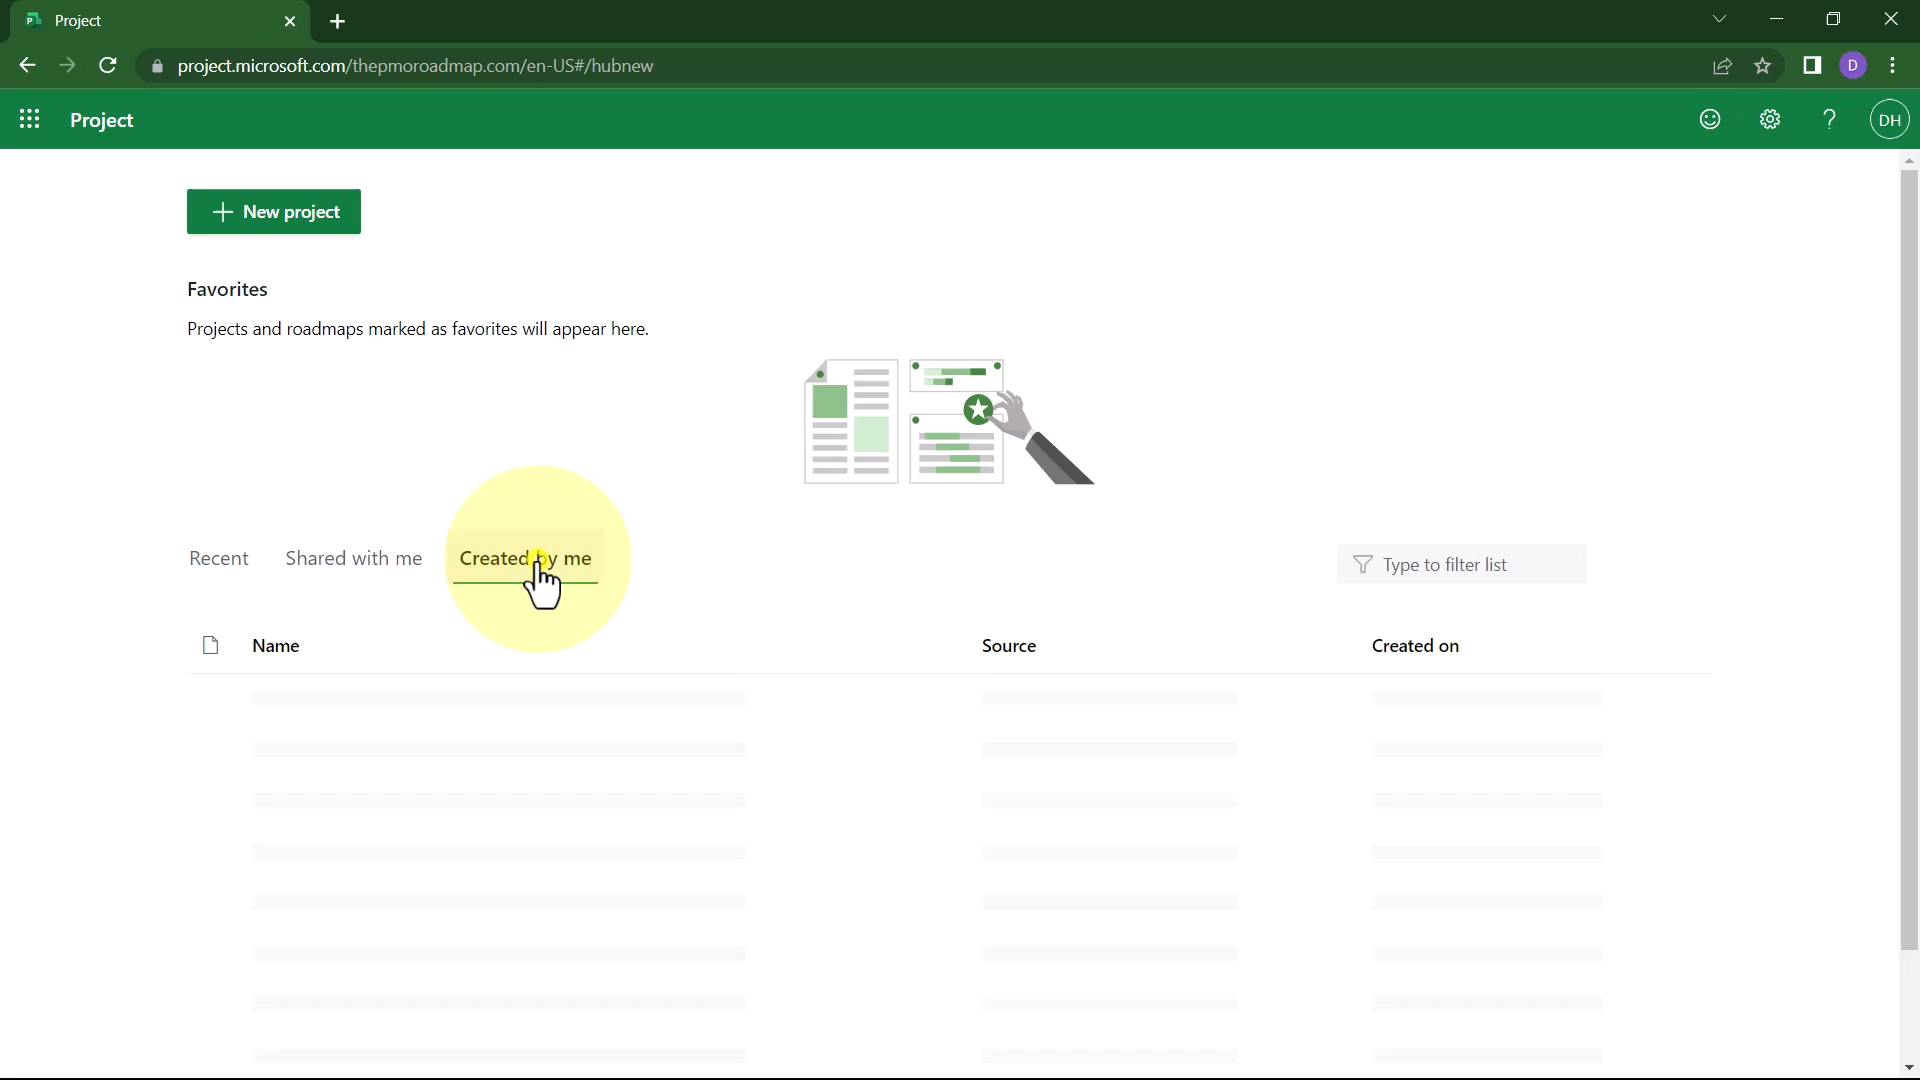 Project
project.microsoft.com/thepmoroadmap.com/en-US#/hubnew
D
Project
DH
New project
Favorites
Projects and roadmaps marked as favorites will appear here.
Recent
Shared with me
Created by me
Type to filter list
Name
Source
Created on